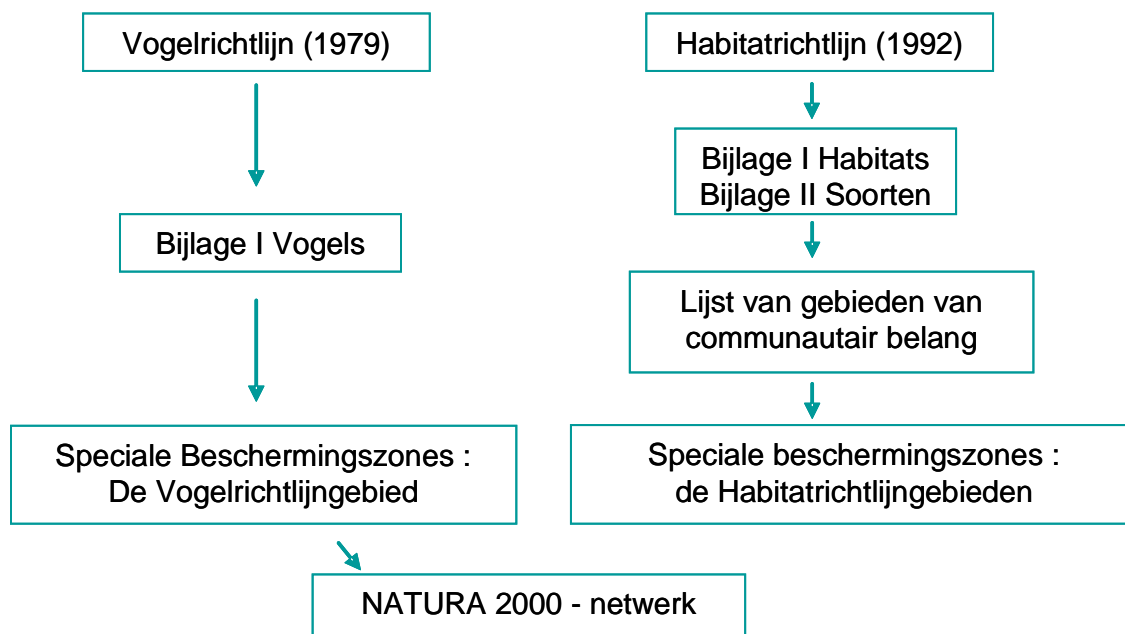 Vogelrichtlijn (1979)
Bijlage I Vogels
Speciale Beschermingszones :
De Vogelrichtlijngebied
Habitatrichtlijn (1992)
Bijlage I Habitats
Bijlage II Soorten
Lijst van gebieden van
communautair belang
Speciale beschermingszones :
de Habitatrichtlijngebieden
NATURA 2000 - netwerk